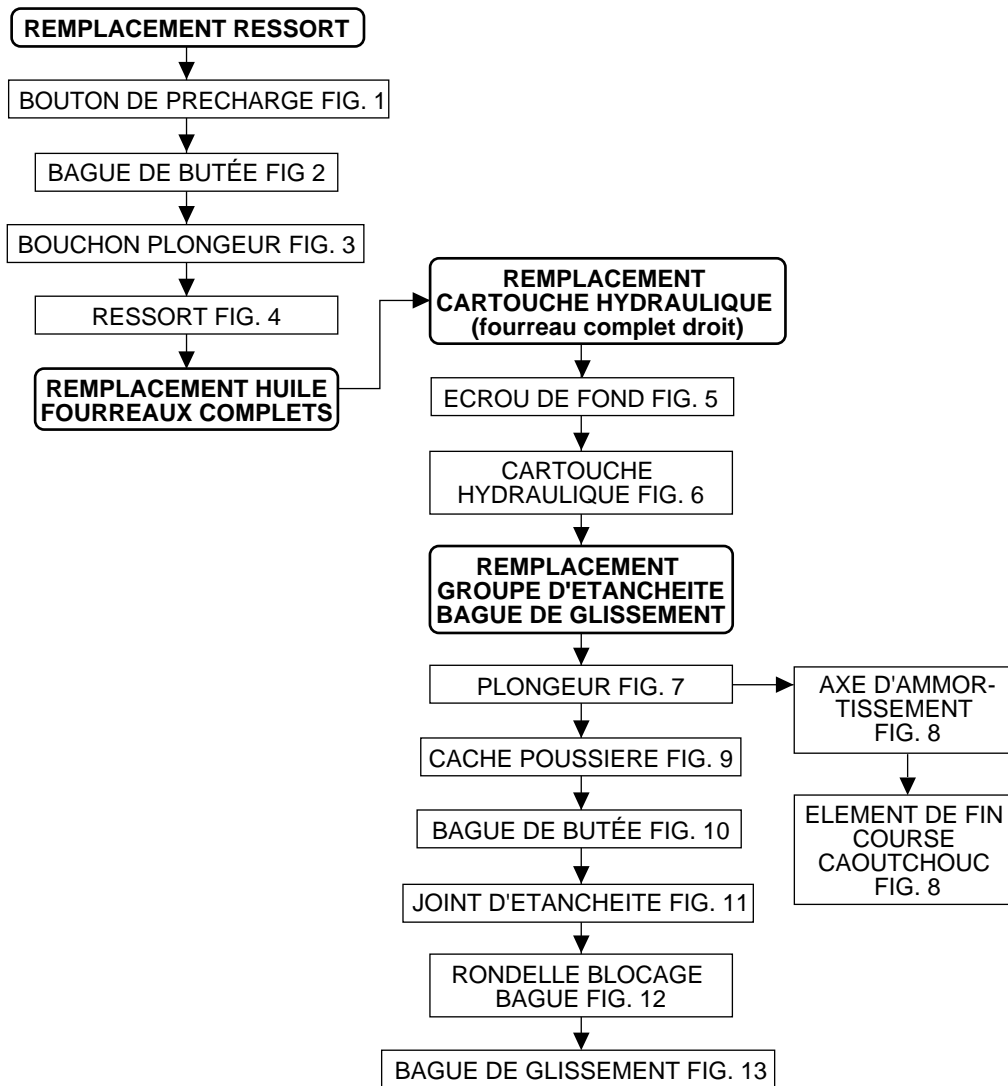 REMPLACEMENT RESSORT
BOUTON DE PRECHARGE FIG. 1
BAGUE DE BUTÉE FIG 2
BOUCHON PLONGEUR FIG. 3
RESSORT FIG. 4
REMPLACEMENT HUILE
FOURREAUX COMPLETS
REMPLACEMENT
CARTOUCHE HYDRAULIQUE
(fourreau complet droit)
ECROU DE FOND FIG. 5
CARTOUCHE
HYDRAULIQUE FIG. 6
REMPLACEMENT
GROUPE D'ETANCHEITE
BAGUE DE GLISSEMENT
PLONGEUR FIG. 7
AXE D'AMMOR-
TISSEMENT
FIG. 8
ELEMENT DE FIN
COURSE
CAOUTCHOUC
FIG. 8
CACHE POUSSIERE FIG. 9
BAGUE DE BUTÉE FIG. 10
JOINT D'ETANCHEITE FIG. 11
RONDELLE BLOCAGE
BAGUE FIG. 12
BAGUE DE GLISSEMENT FIG. 13